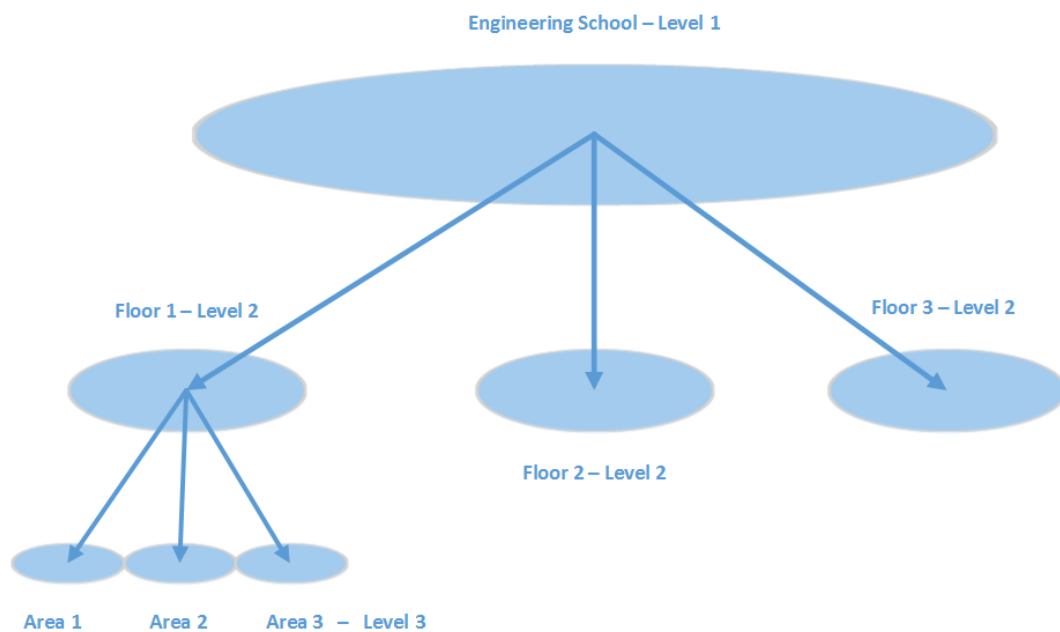 Engineering School – Level 1
Floor 1 – Level 2
Floor 3 – Level 2
Floor 2 – Level 2
Area 1 Area 2 Area 3 – Level 3